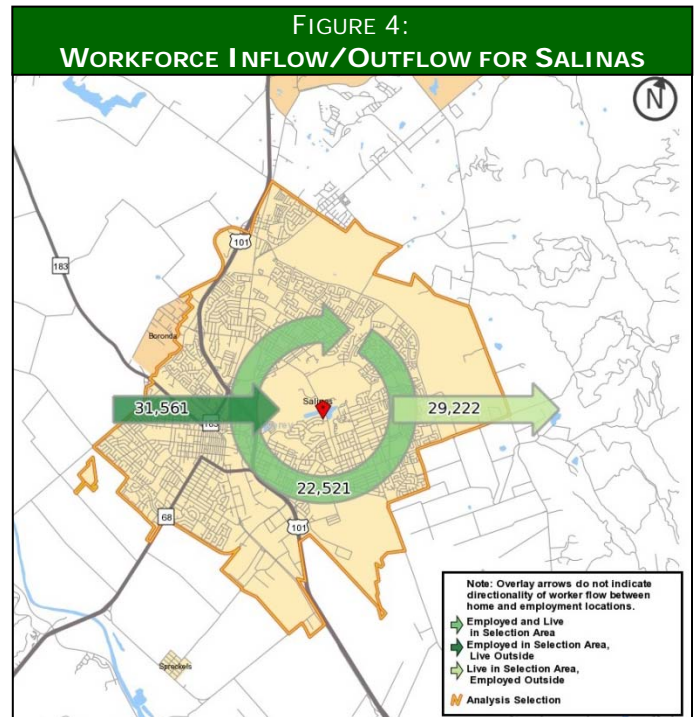 FIGURE 4:
WORKFORCE INFLOW/OUTFLOW FOR SALINAS
N
101
183
Boronda
31,561
Salinas
29,222
183
22,521
68
101
Spreckels
Note: Overlay arrows do not indicate
directionality of worker flow between
home and employment locations.
Employed and Live
in Selection Area
Employed in Selection Area,
Live Outside
Live in Selection Area,
Employed Outside
Analysis Selection